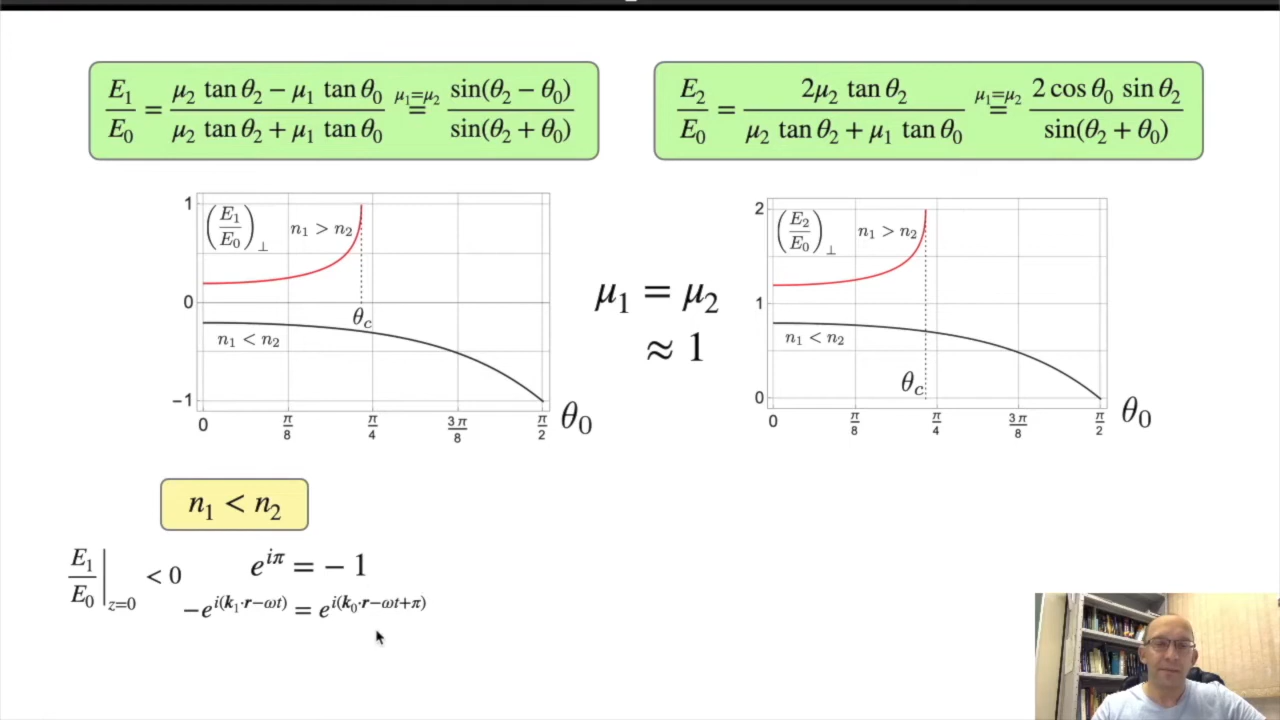 E₁/E₀ = (μ₂ tan θ₂ − μ₁ tan θ₀)/(μ₂ tan θ₂ + μ₁ tan θ₀) =^{μ₁=μ₂} sin(θ₂ − θ₀)/sin(θ₂ + θ₀)
E₂/E₀ = 2μ₂ tan θ₂/(μ₂ tan θ₂ + μ₁ tan θ₀) =^{μ₁=μ₂} 2 cos θ₀ sin θ₂/sin(θ₂ + θ₀)
1
0
−1
(E₁/E₀)⊥
n₁ > n₂
θc
n₁ < n₂
0 π/8 π/4 3π/8 π/2 θ₀
μ₁ = μ₂
≈ 1
2
1
0
(E₂/E₀)⊥
n₁ > n₂
n₁ < n₂
θc
0 π/8 π/4 3π/8 π/2 θ₀
n₁ < n₂
E₁/E₀|_{z=0} < 0
e^{iπ} = − 1
−e^{i(k₁·r−ωt)} = e^{i(k₀·r−ωt+π)}